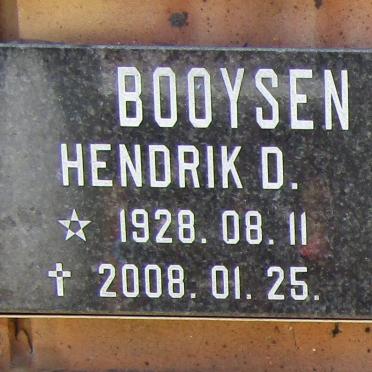 BOOYSEN
HENDRIK D.
☆ 1928. 08. 11
✝ 2008. 01. 25.